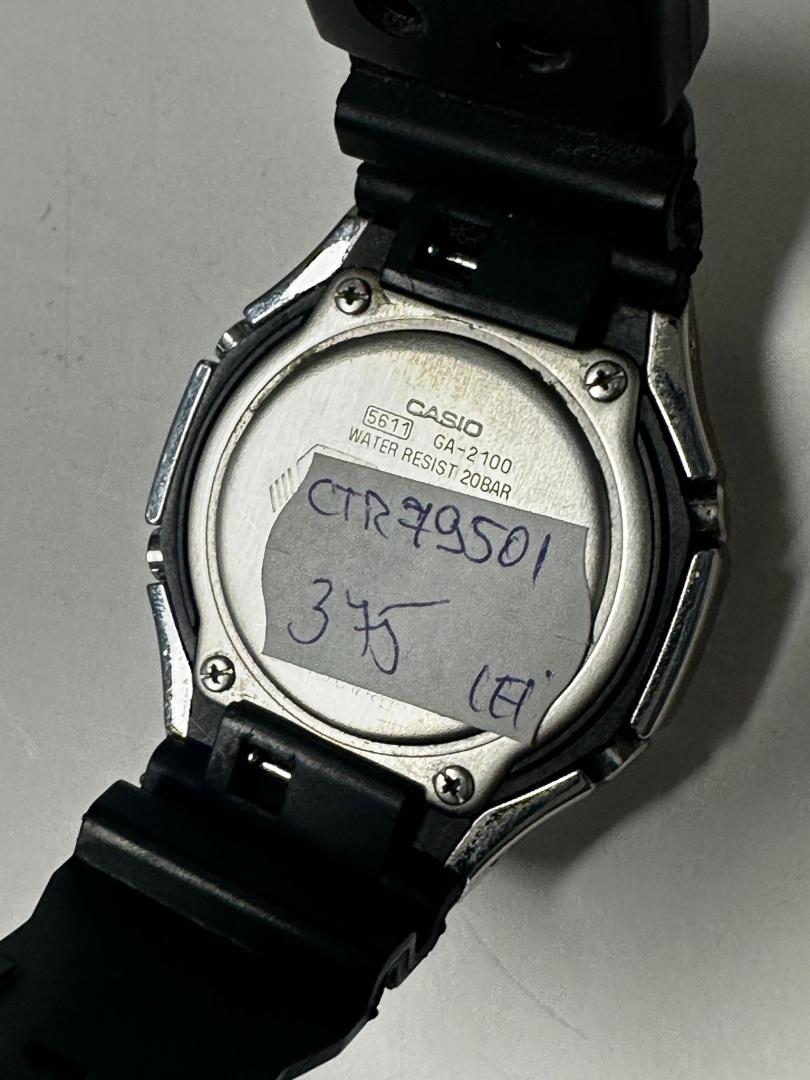 CASIO
5611 GA-2100
WATER RESIST 20BAR
CTR79501
375
LEI